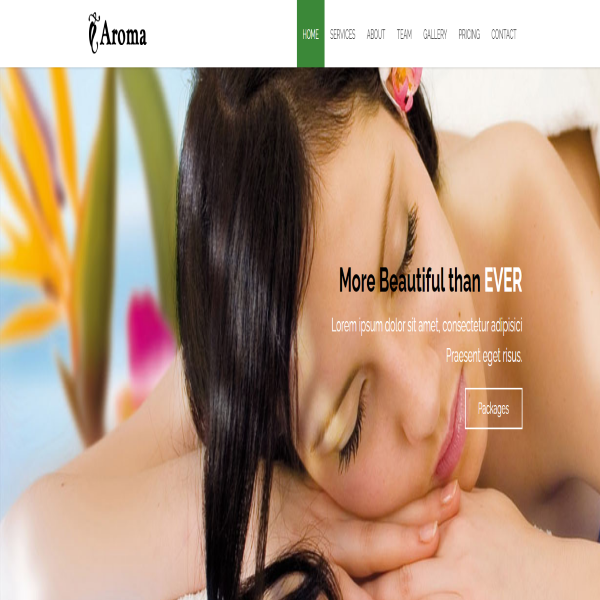 Aroma
HOME SERVICES ABOUT TEAM GALLERY PRICING CONTACT
More Beautiful than EVER
Lorem ipsum dolor sit amet, consectetur adipisici
Praesent eget risus.
Packages